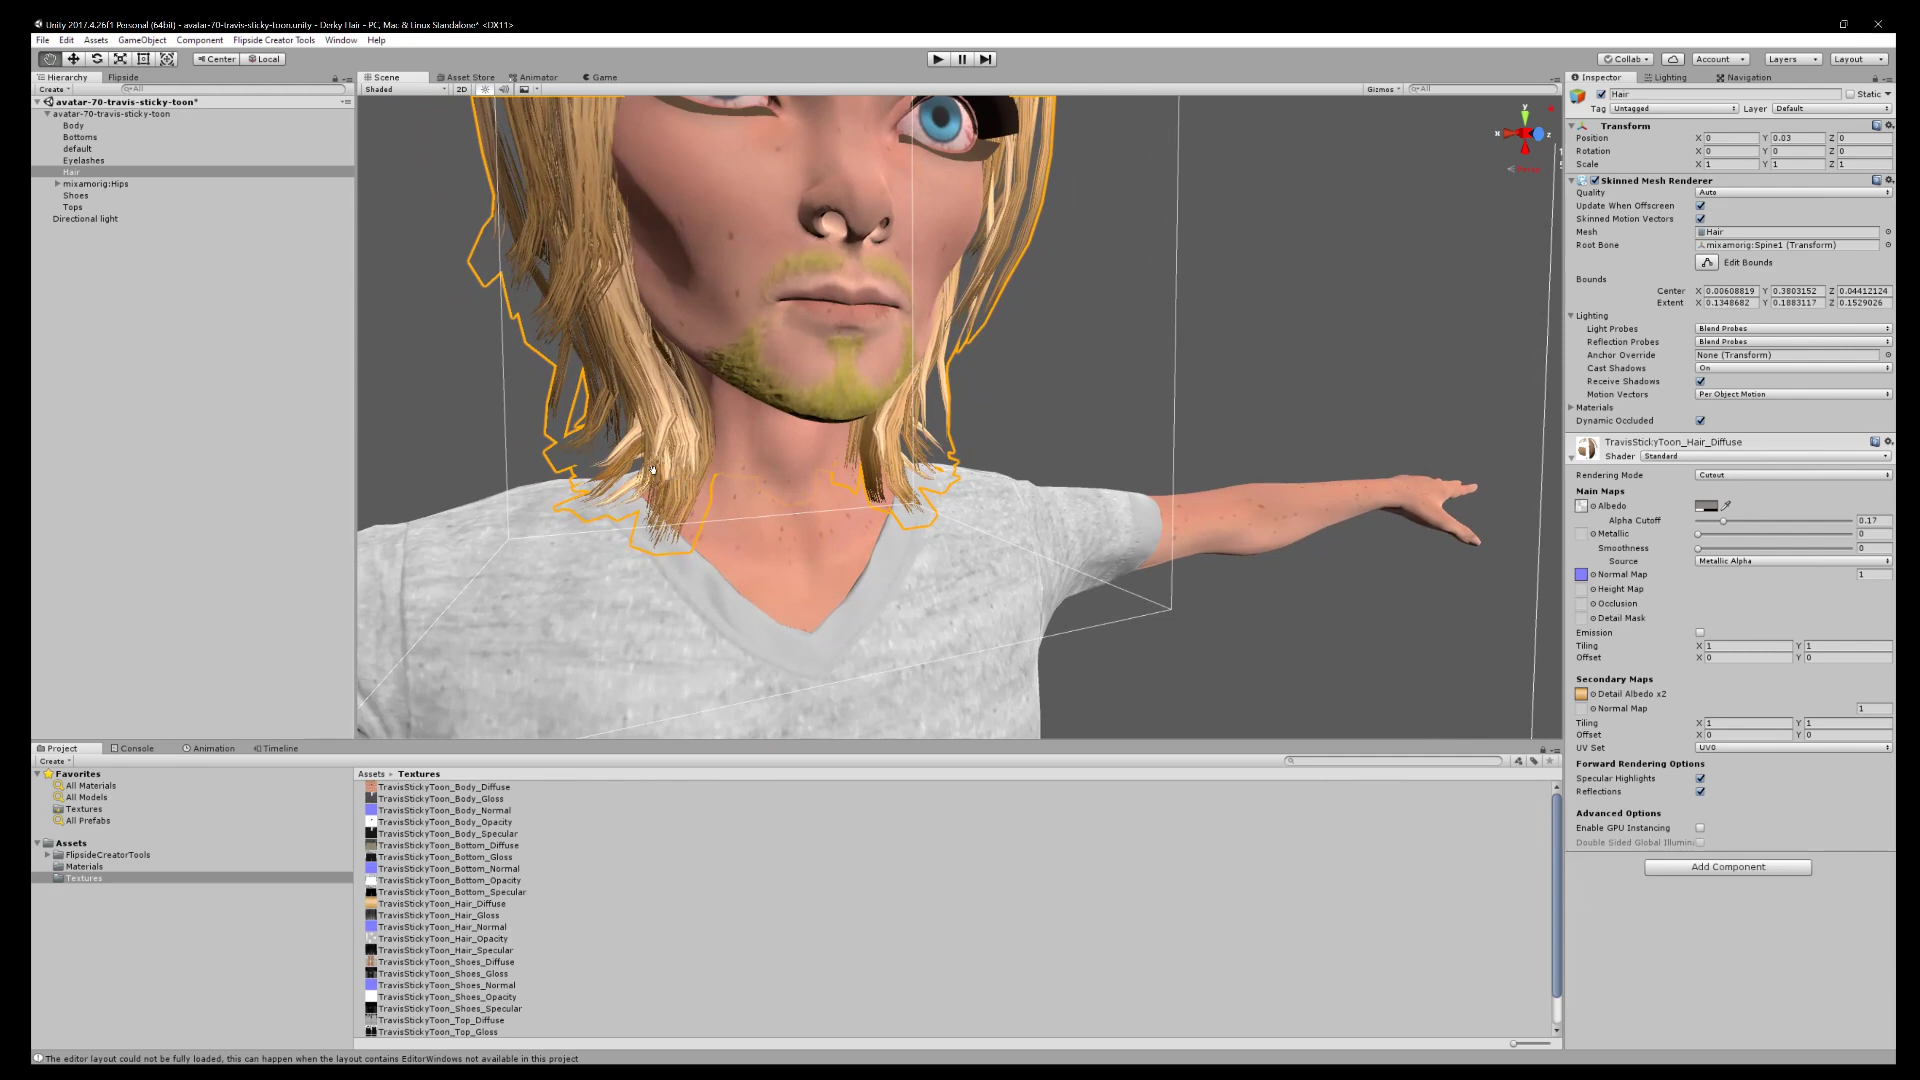 Unity 2017.4.26f1 Personal (64bit) - avatar-70-travis-sticky-toon.unity - Derky Hair - PC, Mac & Linux Standalone* <DX11>
File Edit Assets GameObject Component Flipside Creator Tools Window Help
Center Local Collab Account Layers Layout
Hierarchy Flipside
Create All
avatar-70-travis-sticky-toon*
avatar-70-travis-sticky-toon
Body
Bottoms
default
Eyelashes
Hair
mixamorig:Hips
Shoes
Tops
Directional light
Scene Asset Store Animator Game
Shaded 2D Gizmos All
y
x z
Inspector Lighting Navigation
Hair Static
Tag Untagged Layer Default
Transform
Position X 0 Y 0.03 Z 0
Rotation X 0 Y 0 Z 0
Scale X 1 Y 1 Z 1
Skinned Mesh Renderer
Quality Auto
Update When Offscreen
Skinned Motion Vectors
Mesh Hair
Root Bone mixamorig:Spine1 (Transform)
Edit Bounds
Bounds
Center X 0.00608819 Y 0.3803152 Z 0.04412124
Extent X 0.1348682 Y 0.1883117 Z 0.1529026
Lighting
Light Probes Blend Probes
Reflection Probes Blend Probes
Anchor Override None (Transform)
Cast Shadows On
Receive Shadows
Motion Vectors Per Object Motion
Materials
Dynamic Occluded
TravisStickyToon_Hair_Diffuse
Shader Standard
Rendering Mode Cutout
Main Maps
Albedo
Alpha Cutoff 0.17
Metallic 0
Smoothness 0
Source Metallic Alpha
Normal Map 1
Height Map
Occlusion
Detail Mask
Emission
Tiling X 1 Y 1
Offset X 0 Y 0
Secondary Maps
Detail Albedo x2
Normal Map 1
Tiling X 1 Y 1
Offset X 0 Y 0
UV Set UV0
Forward Rendering Options
Specular Highlights
Reflections
Advanced Options
Enable GPU Instancing
Double Sided Global Illumin
Add Component
Project Console Animation Timeline
Create
Favorites
All Materials
All Models
Textures
All Prefabs
Assets
FlipsideCreatorTools
Materials
Textures
Assets Textures
TravisStickyToon_Body_Diffuse
TravisStickyToon_Body_Gloss
TravisStickyToon_Body_Normal
TravisStickyToon_Body_Opacity
TravisStickyToon_Body_Specular
TravisStickyToon_Bottom_Diffuse
TravisStickyToon_Bottom_Gloss
TravisStickyToon_Bottom_Normal
TravisStickyToon_Bottom_Opacity
TravisStickyToon_Bottom_Specular
TravisStickyToon_Hair_Diffuse
TravisStickyToon_Hair_Gloss
TravisStickyToon_Hair_Normal
TravisStickyToon_Hair_Opacity
TravisStickyToon_Hair_Specular
TravisStickyToon_Shoes_Diffuse
TravisStickyToon_Shoes_Gloss
TravisStickyToon_Shoes_Normal
TravisStickyToon_Shoes_Opacity
TravisStickyToon_Shoes_Specular
TravisStickyToon_Top_Diffuse
TravisStickyToon_Top_Gloss
The editor layout could not be fully loaded, this can happen when the layout contains EditorWindows not available in this project